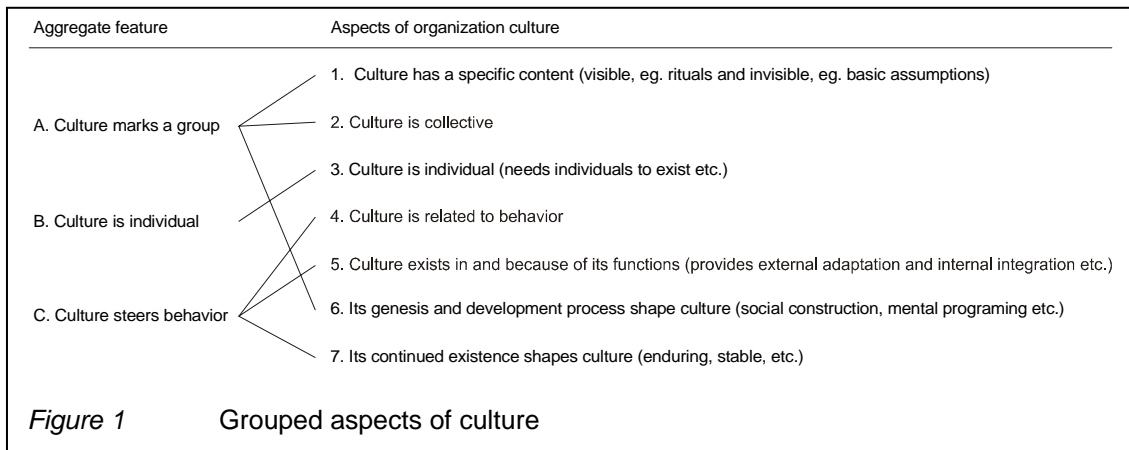 Aggregate feature Aspects of organization culture
1. Culture has a specific content (visible, eg. rituals and invisible, eg. basic assumptions)
A. Culture marks a group
2. Culture is collective
3. Culture is individual (needs individuals to exist etc.)
B. Culture is individual
4. Culture is related to behavior
5. Culture exists in and because of its functions (provides external adaptation and internal integration etc.)
C. Culture steers behavior
6. Its genesis and development process shape culture (social construction, mental programing etc.)
7. Its continued existence shapes culture (enduring, stable, etc.)
Figure 1 Grouped aspects of culture